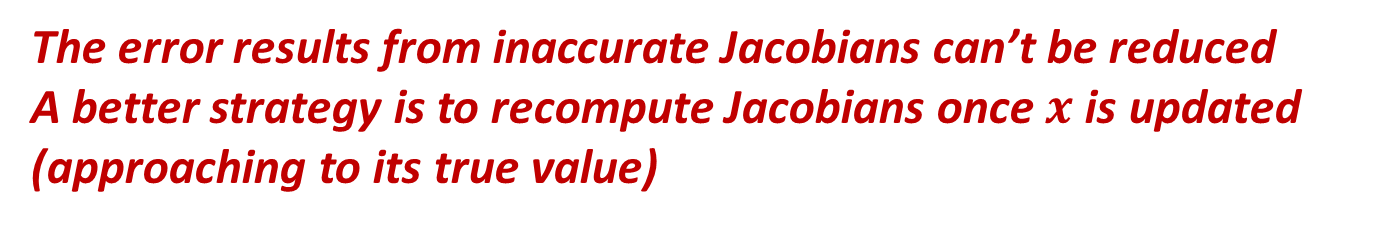 The error results from inaccurate Jacobians can’t be reduced
A better strategy is to recompute Jacobians once x is updated
(approaching to its true value)